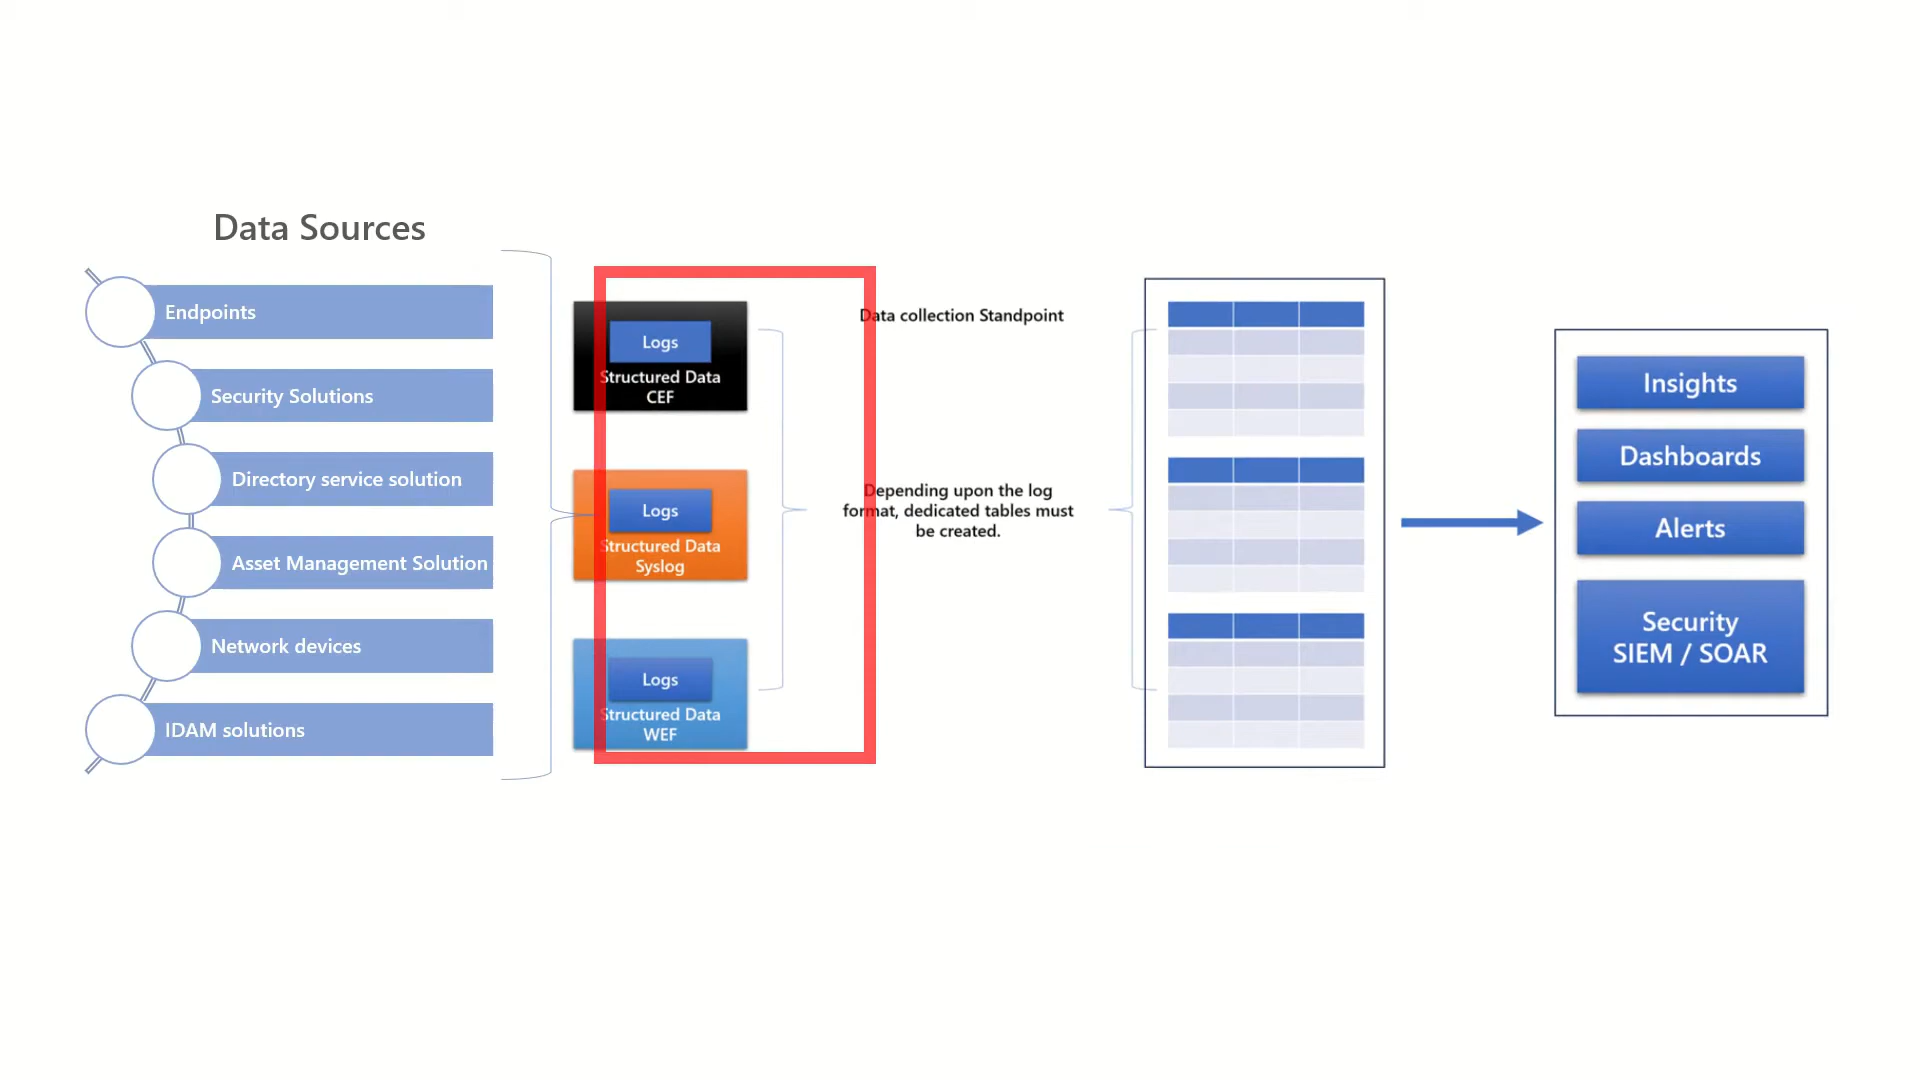 Data Sources
Endpoints
Security Solutions
Directory service solution
Asset Management Solution
Network devices
IDAM solutions
Logs
Structured Data
CEF
Logs
Structured Data
Syslog
Logs
Structured Data
WEF
Data collection Standpoint
Depending upon the log
format, dedicated tables must
be created.
Insights
Dashboards
Alerts
Security
SIEM / SOAR